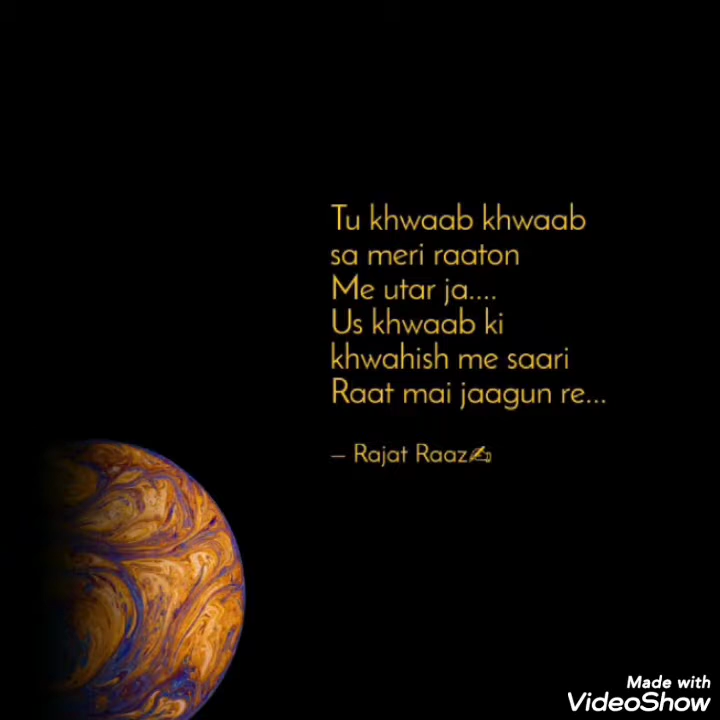 Tu khwaab khwaab
sa meri raaton
Me utar ja....
Us khwaab ki
khwahish me saari
Raat mai jaagun re...
– Rajat Raaz✍
Made with
VideoShow